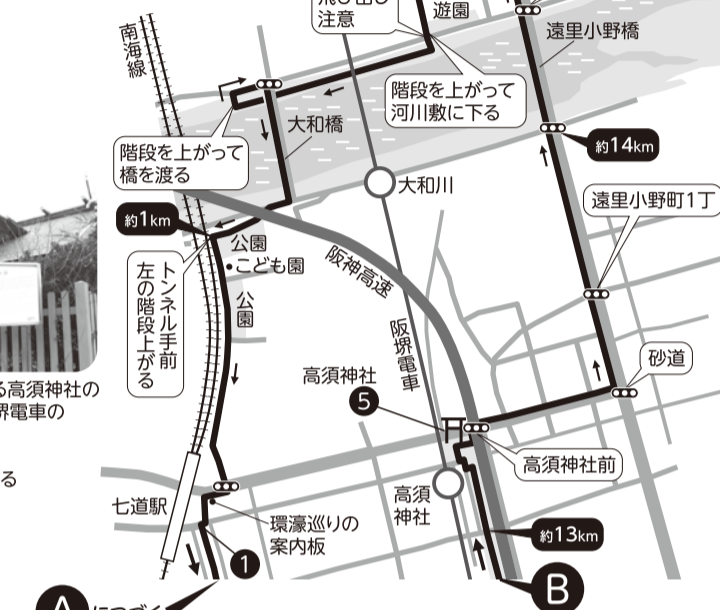 注意
遊園
遠里小野橋
南海線
階段を上がって
河川敷に下る
大和橋
階段を上がって
橋を渡る
約14km
大和川
遠里小野町1丁
約1km
公園
こども園
公園
トンネル手前
左の階段上がる
阪神高速
阪堺電車
高須神社
5
砂道
る高須神社の
堺電車の
高須神社前
る
七道駅
高須
神社
環濠巡りの
案内板
1
約13km
B
A につづく